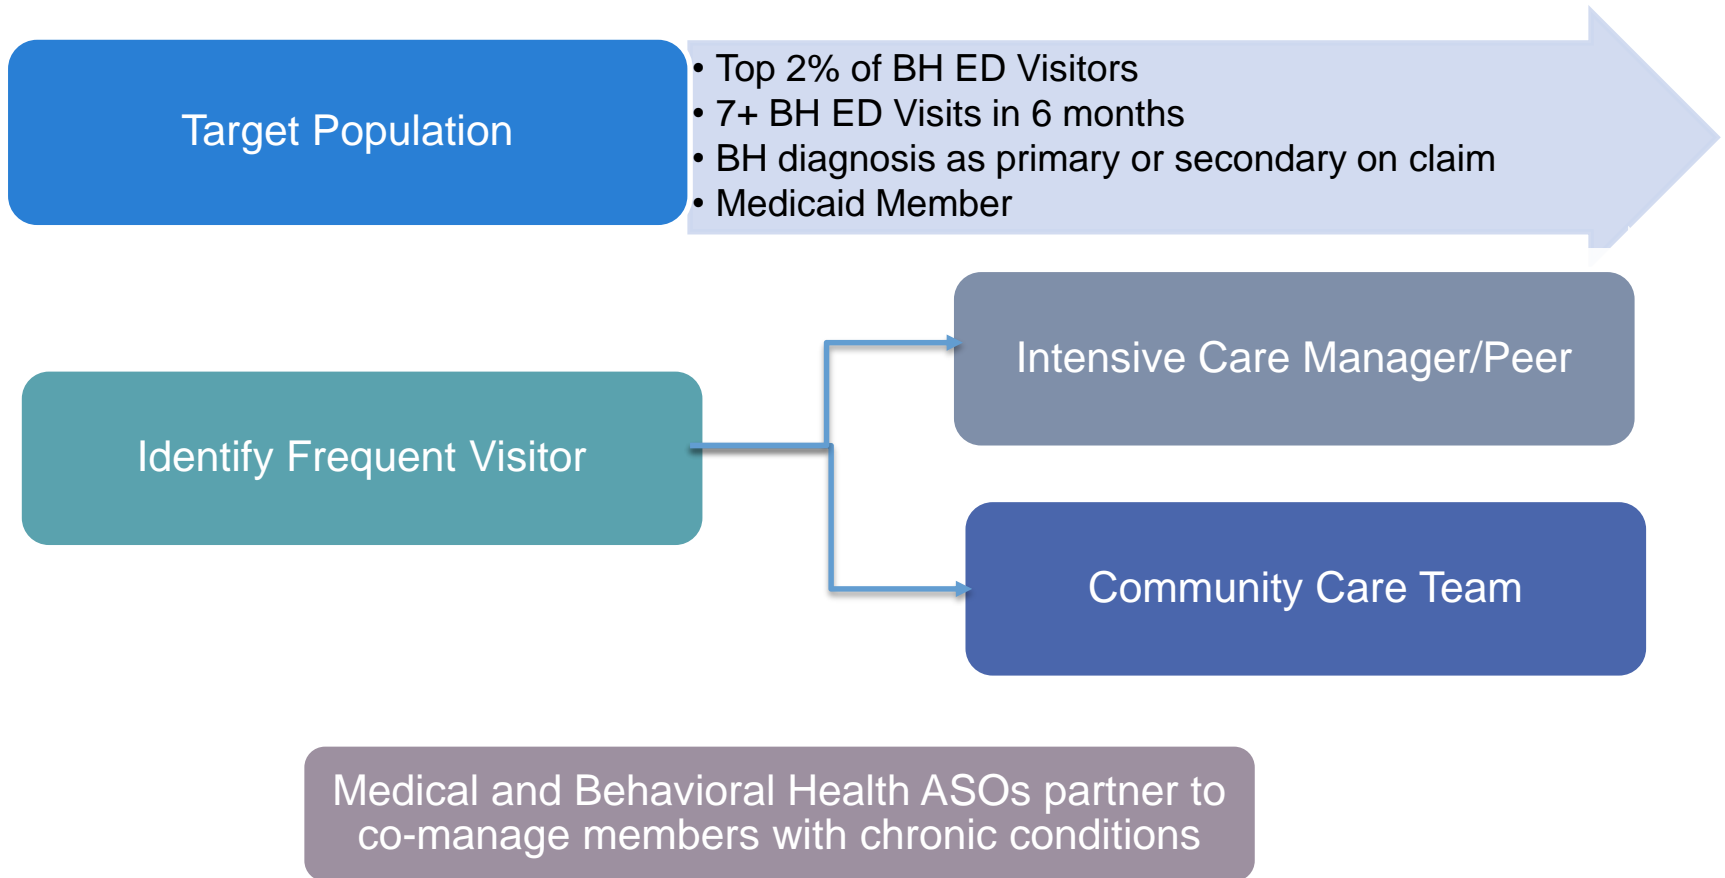 Target Population
• Top 2% of BH ED Visitors
• 7+ BH ED Visits in 6 months
• BH diagnosis as primary or secondary on claim
• Medicaid Member
Identify Frequent Visitor
Intensive Care Manager/Peer
Community Care Team
Medical and Behavioral Health ASOs partner to
co-manage members with chronic conditions